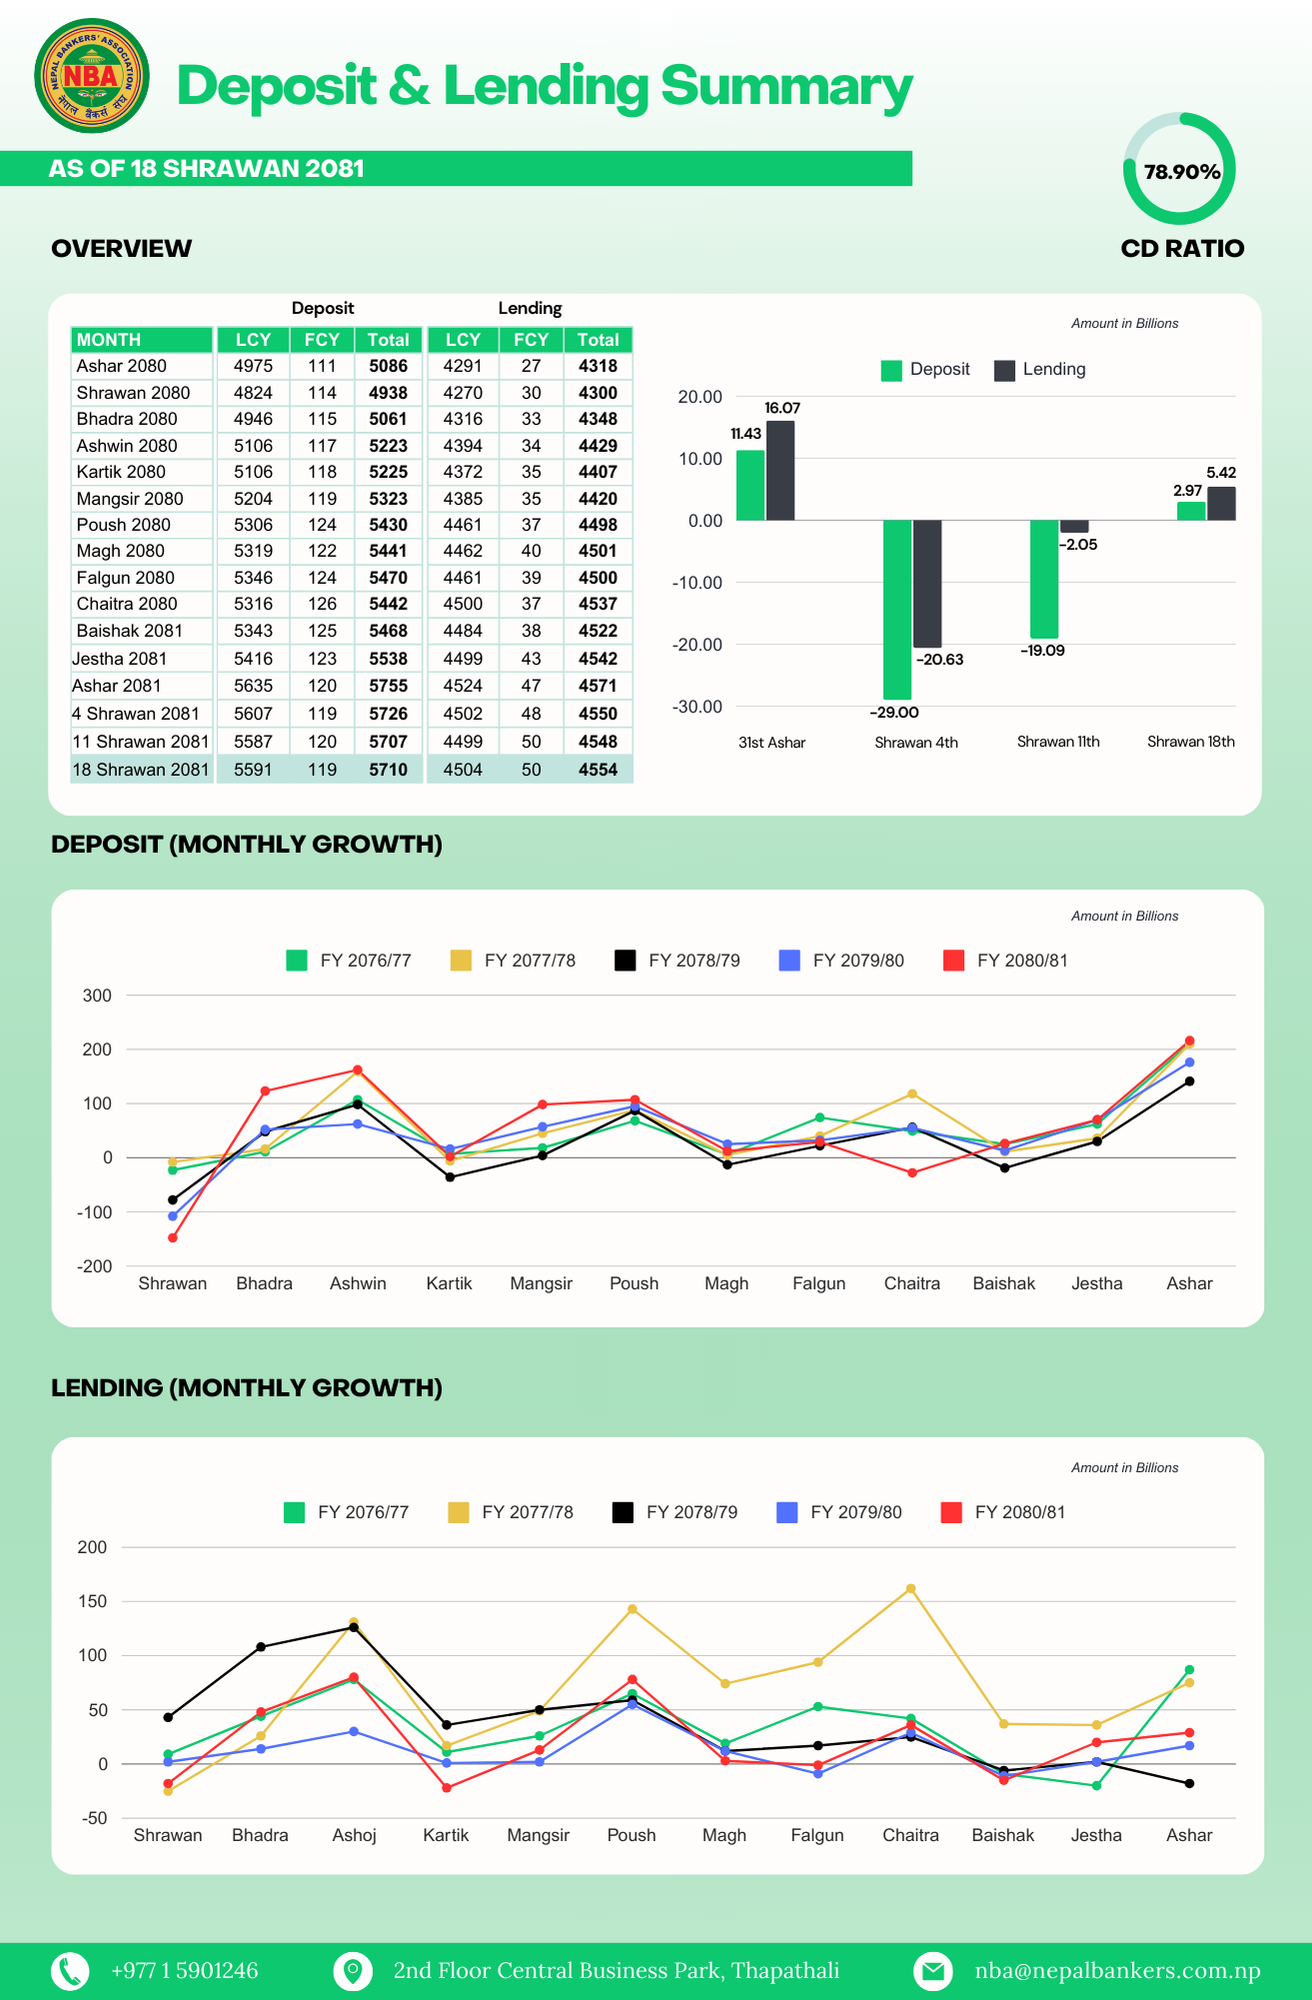 NEPAL BANKERS' ASSOCIATION
NBA
नेपाल बैंकर्स संघ
Deposit & Lending Summary
AS OF 18 SHRAWAN 2081
78.90%
CD RATIO
OVERVIEW
Deposit Lending
MONTH LCY FCY Total LCY FCY Total
Ashar 2080 4975 111 5086 4291 27 4318
Shrawan 2080 4824 114 4938 4270 30 4300
Bhadra 2080 4946 115 5061 4316 33 4348
Ashwin 2080 5106 117 5223 4394 34 4429
Kartik 2080 5106 118 5225 4372 35 4407
Mangsir 2080 5204 119 5323 4385 35 4420
Poush 2080 5306 124 5430 4461 37 4498
Magh 2080 5319 122 5441 4462 40 4501
Falgun 2080 5346 124 5470 4461 39 4500
Chaitra 2080 5316 126 5442 4500 37 4537
Baishak 2081 5343 125 5468 4484 38 4522
Jestha 2081 5416 123 5538 4499 43 4542
Ashar 2081 5635 120 5755 4524 47 4571
4 Shrawan 2081 5607 119 5726 4502 48 4550
11 Shrawan 2081 5587 120 5707 4499 50 4548
18 Shrawan 2081 5591 119 5710 4504 50 4554
Amount in Billions
Deposit Lending
20.00
10.00
0.00
-10.00
-20.00
-30.00
11.43 16.07
-29.00 -20.63
-19.09 -2.05
2.97 5.42
31st Ashar Shrawan 4th Shrawan 11th Shrawan 18th
DEPOSIT (MONTHLY GROWTH)
Amount in Billions
FY 2076/77 FY 2077/78 FY 2078/79 FY 2079/80 FY 2080/81
300
200
100
0
-100
-200
Shrawan Bhadra Ashwin Kartik Mangsir Poush Magh Falgun Chaitra Baishak Jestha Ashar
LENDING (MONTHLY GROWTH)
Amount in Billions
FY 2076/77 FY 2077/78 FY 2078/79 FY 2079/80 FY 2080/81
200
150
100
50
0
-50
Shrawan Bhadra Ashoj Kartik Mangsir Poush Magh Falgun Chaitra Baishak Jestha Ashar
+977 1 5901246 2nd Floor Central Business Park, Thapathali nba@nepalbankers.com.np